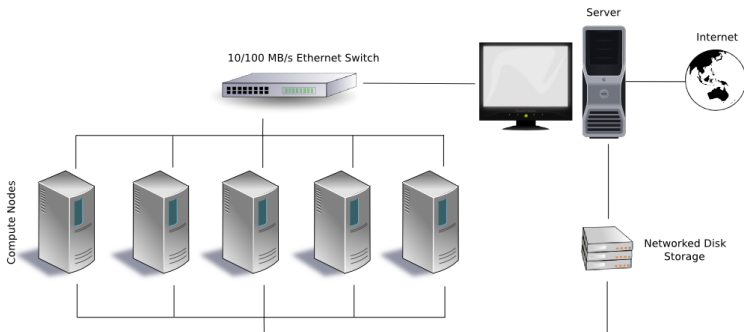 Server
Internet
10/100 MB/s Ethernet Switch
Compute Nodes
Networked Disk
Storage